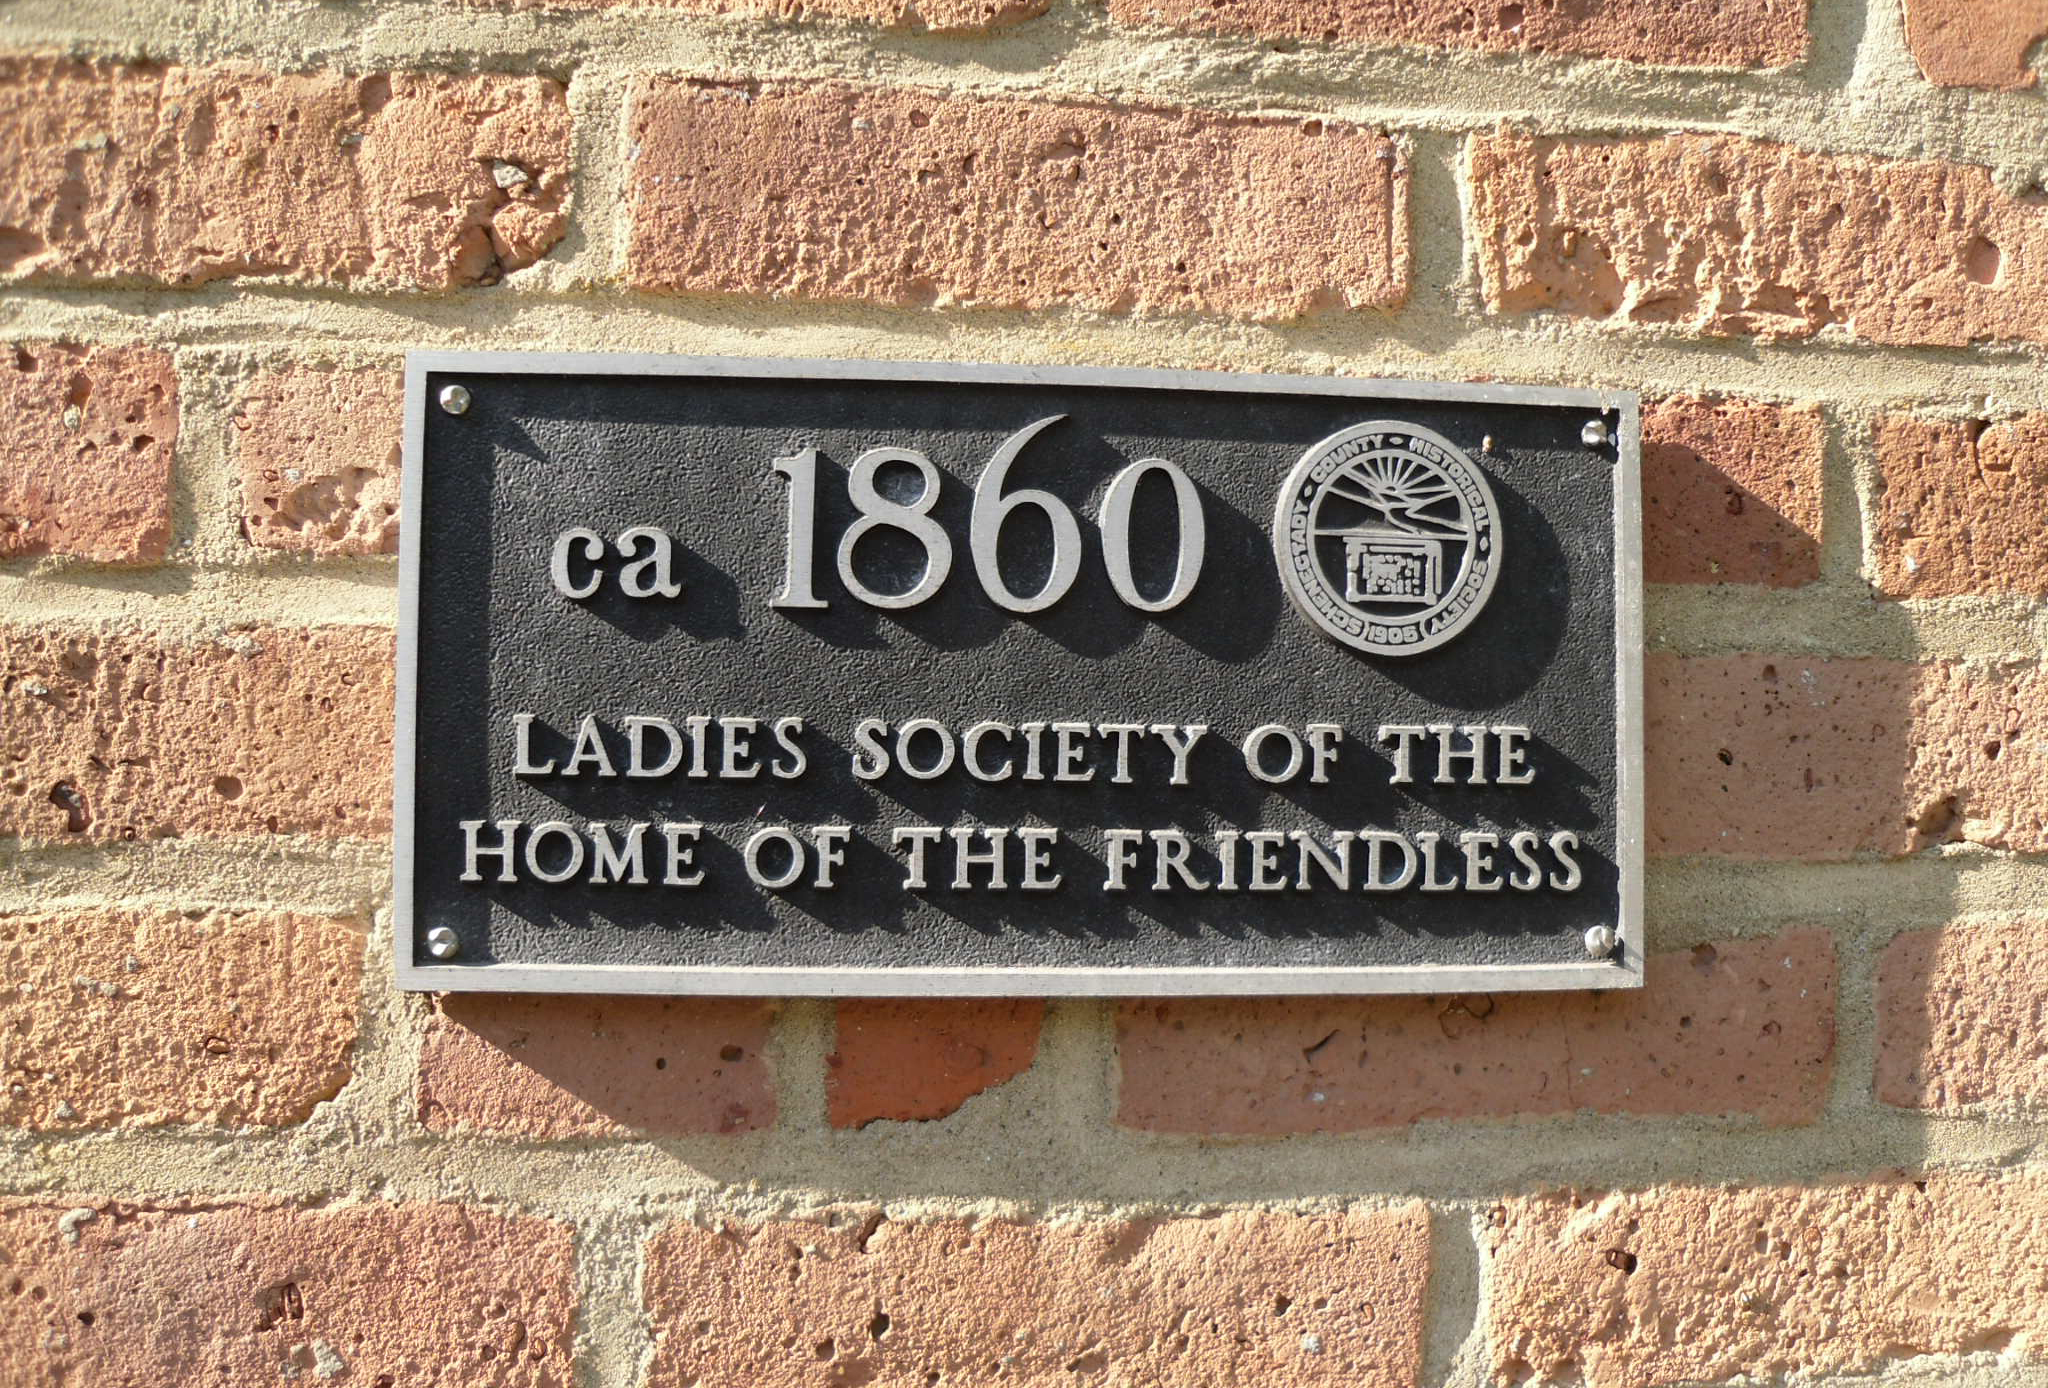 ca 1860
SCHENECTADY • COUNTY • HISTORICAL • SOCIETY
1905
LADIES SOCIETY OF THE
HOME OF THE FRIENDLESS